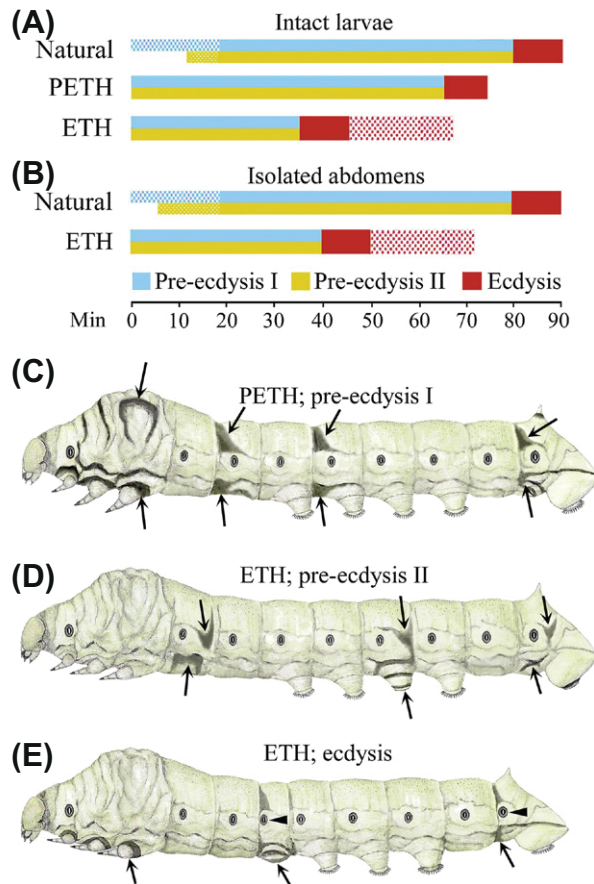 (A)
Intact larvae
Natural
PETH
ETH
(B)
Isolated abdomens
Natural
ETH
Pre-ecdysis I Pre-ecdysis II Ecdysis
Min 0 10 20 30 40 50 60 70 80 90
(C)
PETH; pre-ecdysis I
(D)
ETH; pre-ecdysis II
(E)
ETH; ecdysis